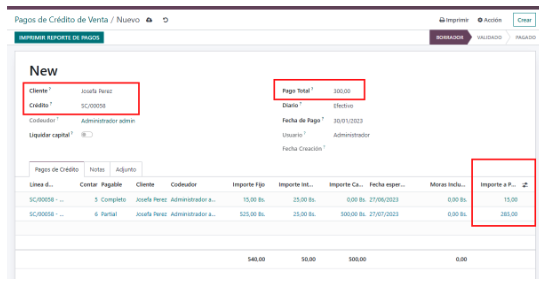 Pagos de Crédito de Venta / Nuevo
Imprimir Acción Crear
IMPRIMIR REPORTE DE PAGOS
BORRADOR VALIDADO PAGADO
New
Cliente ? Josefa Perez
Pago Total ? 300,00
Crédito ? SC/00058
Diario ? Efectivo
Codeudor ? Administrador admin
Fecha de Pago ? 30/01/2023
Liquidar capital ?
Usuario ? Administrador
Fecha Creación ?
Pagos de Crédito Notas Adjunto
Línea d... Contar Pagable Cliente Codeudor Importe Fijo Importe Int... Importe Ca... Fecha esper... Moras Inclu... Importe a P...
SC/00058 - ... 5 Completo Josefa Perez Administrador a... 15,00 Bs. 25,00 Bs. 0,00 Bs. 27/06/2023 0,00 Bs. 15,00
SC/00058 - ... 6 Partial Josefa Perez Administrador a... 525,00 Bs. 25,00 Bs. 500,00 Bs. 27/07/2023 0,00 Bs. 285,00
540,00 50,00 500,00 0,00